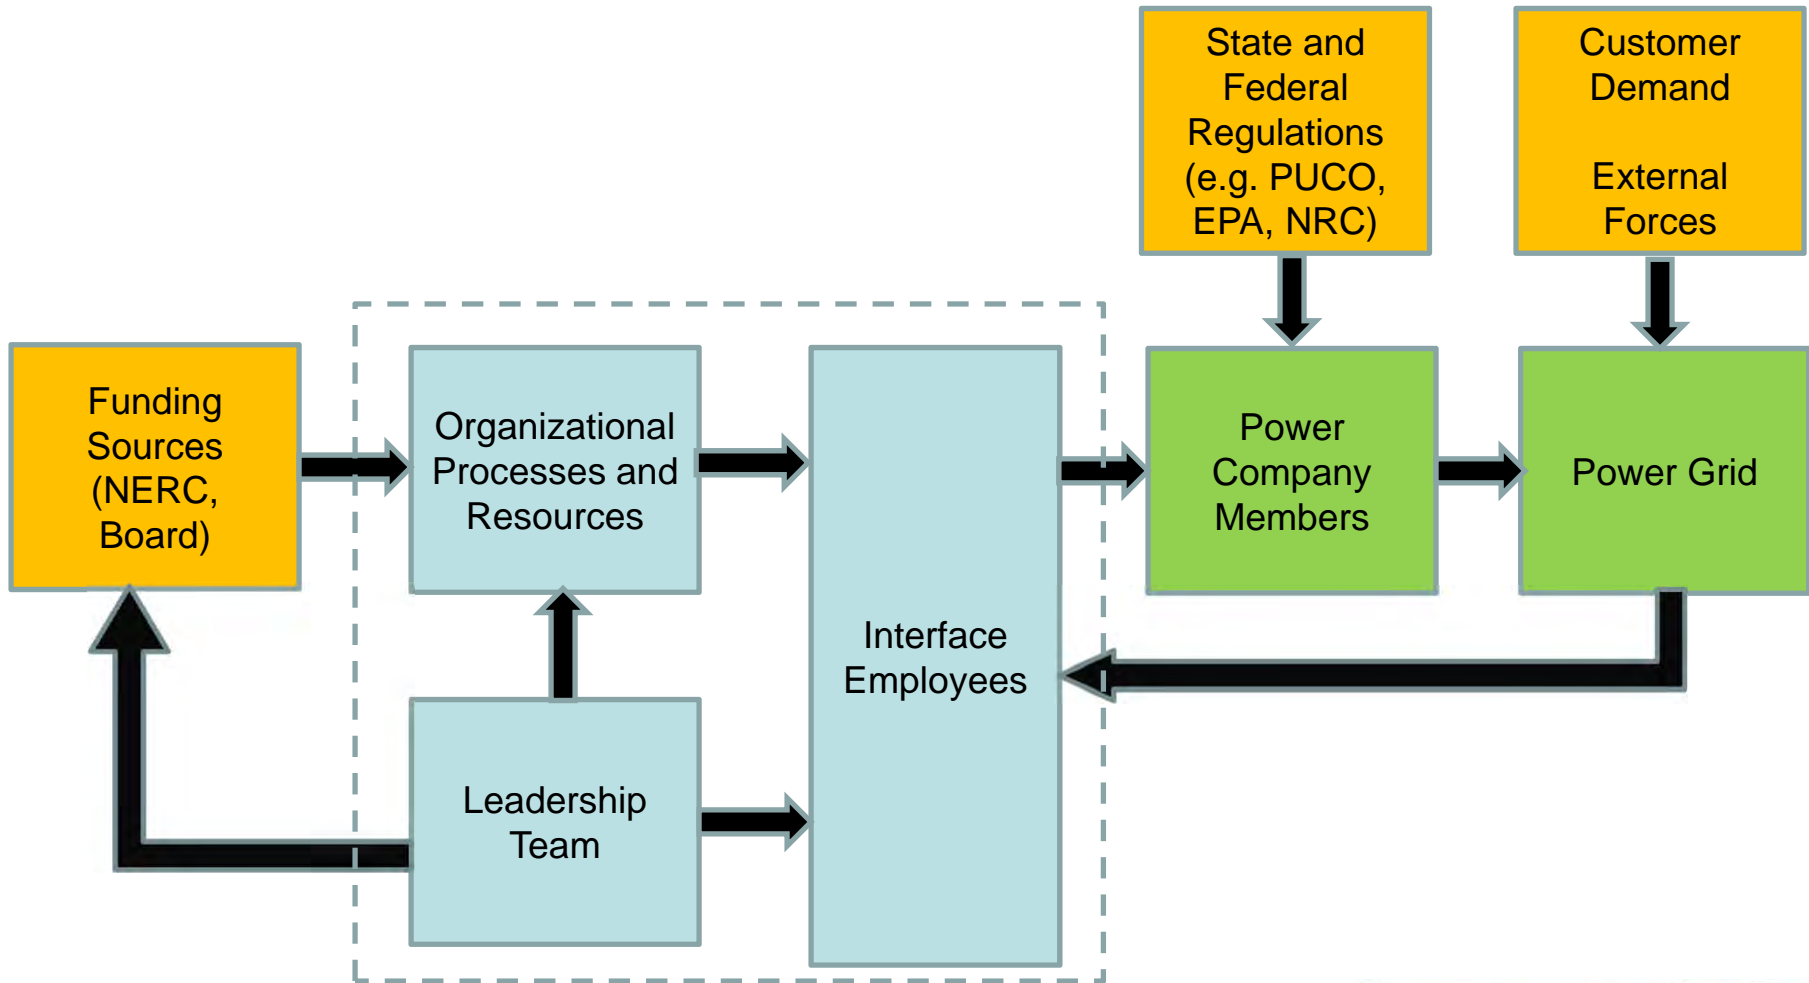 State and
Federal
Regulations
(e.g. PUCO,
EPA, NRC)
Customer
Demand
External
Forces
Funding
Sources
(NERC,
Board)
Organizational
Processes and
Resources
Interface
Employees
Power
Company
Members
Power Grid
Leadership
Team